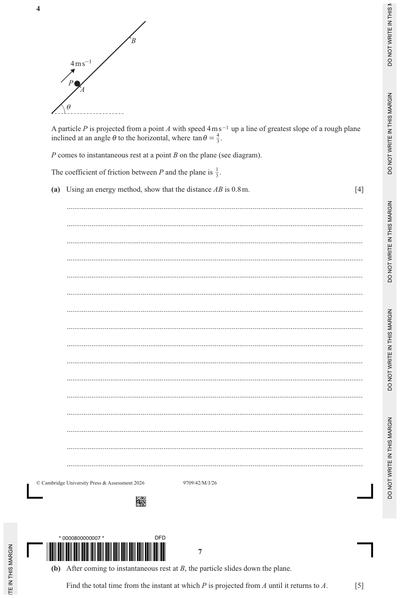 4
B
4 m s⁻¹
P
A
θ
A particle P is projected from a point A with speed 4 m s⁻¹ up a line of greatest slope of a rough plane
inclined at an angle θ to the horizontal, where tan θ = 4/3.
P comes to instantaneous rest at a point B on the plane (see diagram).
The coefficient of friction between P and the plane is 1/3.
(a) Using an energy method, show that the distance AB is 0.8 m. [4]
© Cambridge University Press & Assessment 2026 9709/42/M/J/26
DO NOT WRITE IN THIS
DO NOT WRITE IN THIS MARGIN
DO NOT WRITE IN THIS MARGIN
DO NOT WRITE IN THIS MARGIN
DO NOT WRITE IN THIS MARGIN
* 0000800000007 * DFD
7
(b) After coming to instantaneous rest at B, the particle slides down the plane.
Find the total time from the instant at which P is projected from A until it returns to A. [5]
TE IN THIS MARGIN